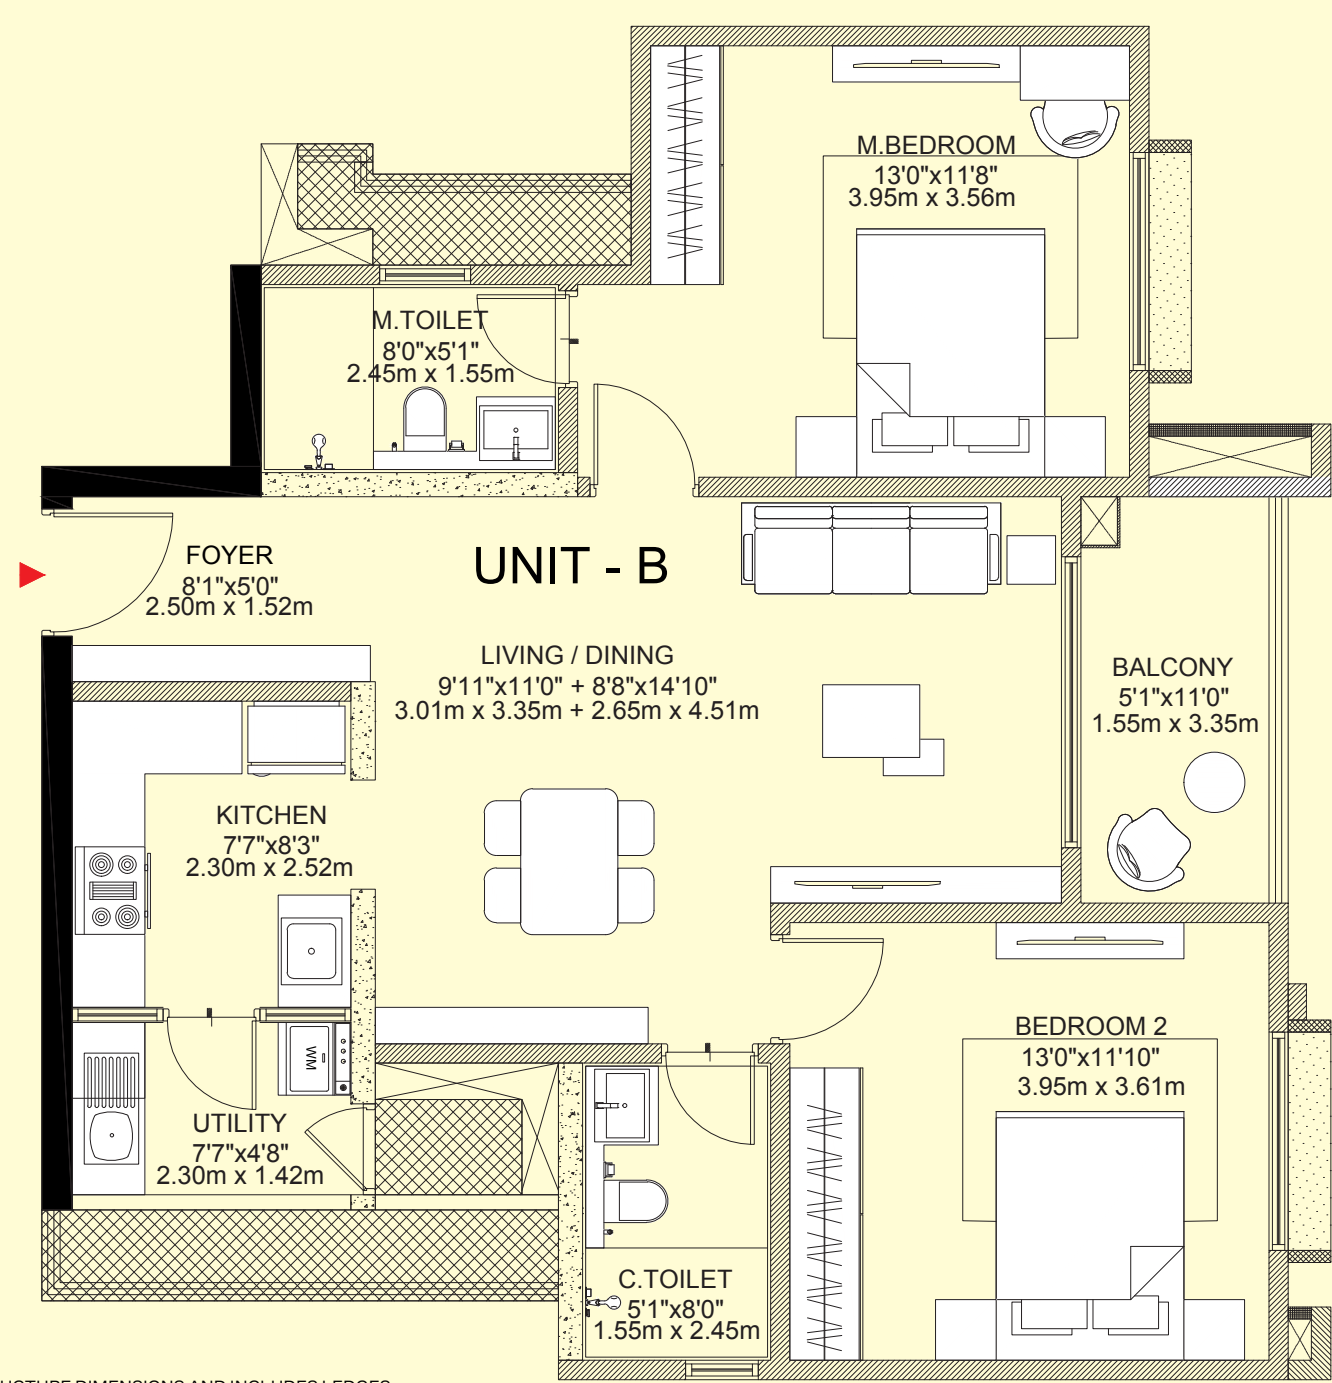 M.BEDROOM
13'0"x11'8"
3.95m x 3.56m
M.TOILET
8'0"x5'1"
2.45m x 1.55m
FOYER
8'1"x5'0"
2.50m x 1.52m
UNIT - B
LIVING / DINING
9'11"x11'0" + 8'8"x14'10"
3.01m x 3.35m + 2.65m x 4.51m
BALCONY
5'1"x11'0"
1.55m x 3.35m
KITCHEN
7'7"x8'3"
2.30m x 2.52m
BEDROOM 2
13'0"x11'10"
3.95m x 3.61m
WM
UTILITY
7'7"x4'8"
2.30m x 1.42m
C.TOILET
5'1"x8'0"
1.55m x 2.45m
DIMENSIONS AND INCLUDES LEDGES